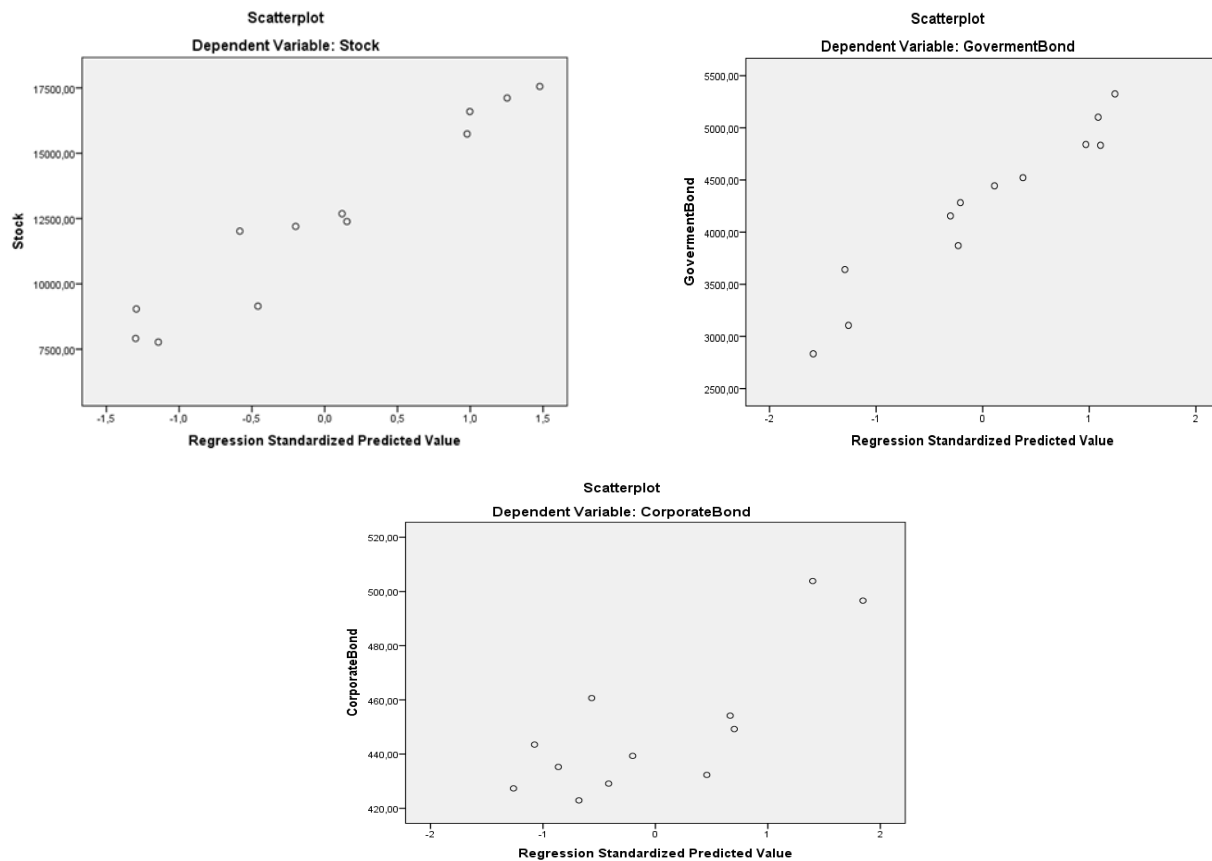 Scatterplot
Dependent Variable: Stock
17500,00
15000,00
12500,00
10000,00
7500,00
Stock
-1,5 -1,0 -0,5 0,0 0,5 1,0 1,5
Regression Standardized Predicted Value
Scatterplot
Dependent Variable: GovermentBond
5500,00
5000,00
4500,00
4000,00
3500,00
3000,00
2500,00
GovermentBond
-2 -1 0 1 2
Regression Standardized Predicted Value
Scatterplot
Dependent Variable: CorporateBond
520,00
500,00
480,00
460,00
440,00
420,00
CorporateBond
-2 -1 0 1 2
Regression Standardized Predicted Value